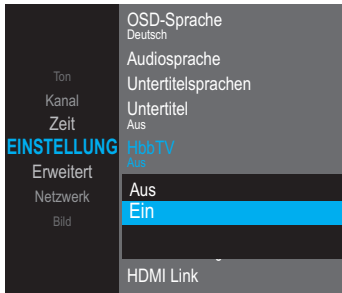 Ton
Kanal
Zeit
EINSTELLUNG
Erweitert
Netzwerk
Bild
OSD-Sprache
Deutsch
Audiosprache
Untertitelsprachen
Untertitel
Aus
HbbTV
Aus
Aus
Ein
HDMI Link